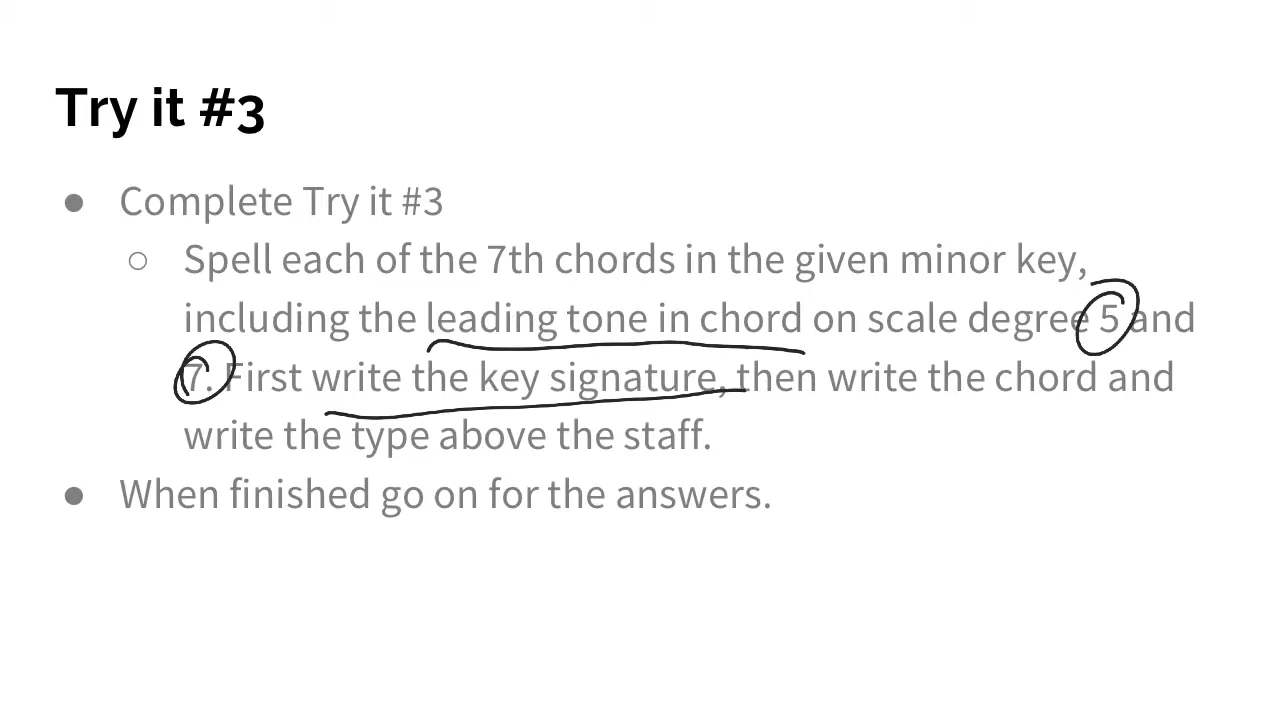 Try it #3
● Complete Try it #3
○ Spell each of the 7th chords in the given minor key,
including the leading tone in chord on scale degree 5 and
7. First write the key signature, then write the chord and
write the type above the staff.
● When finished go on for the answers.